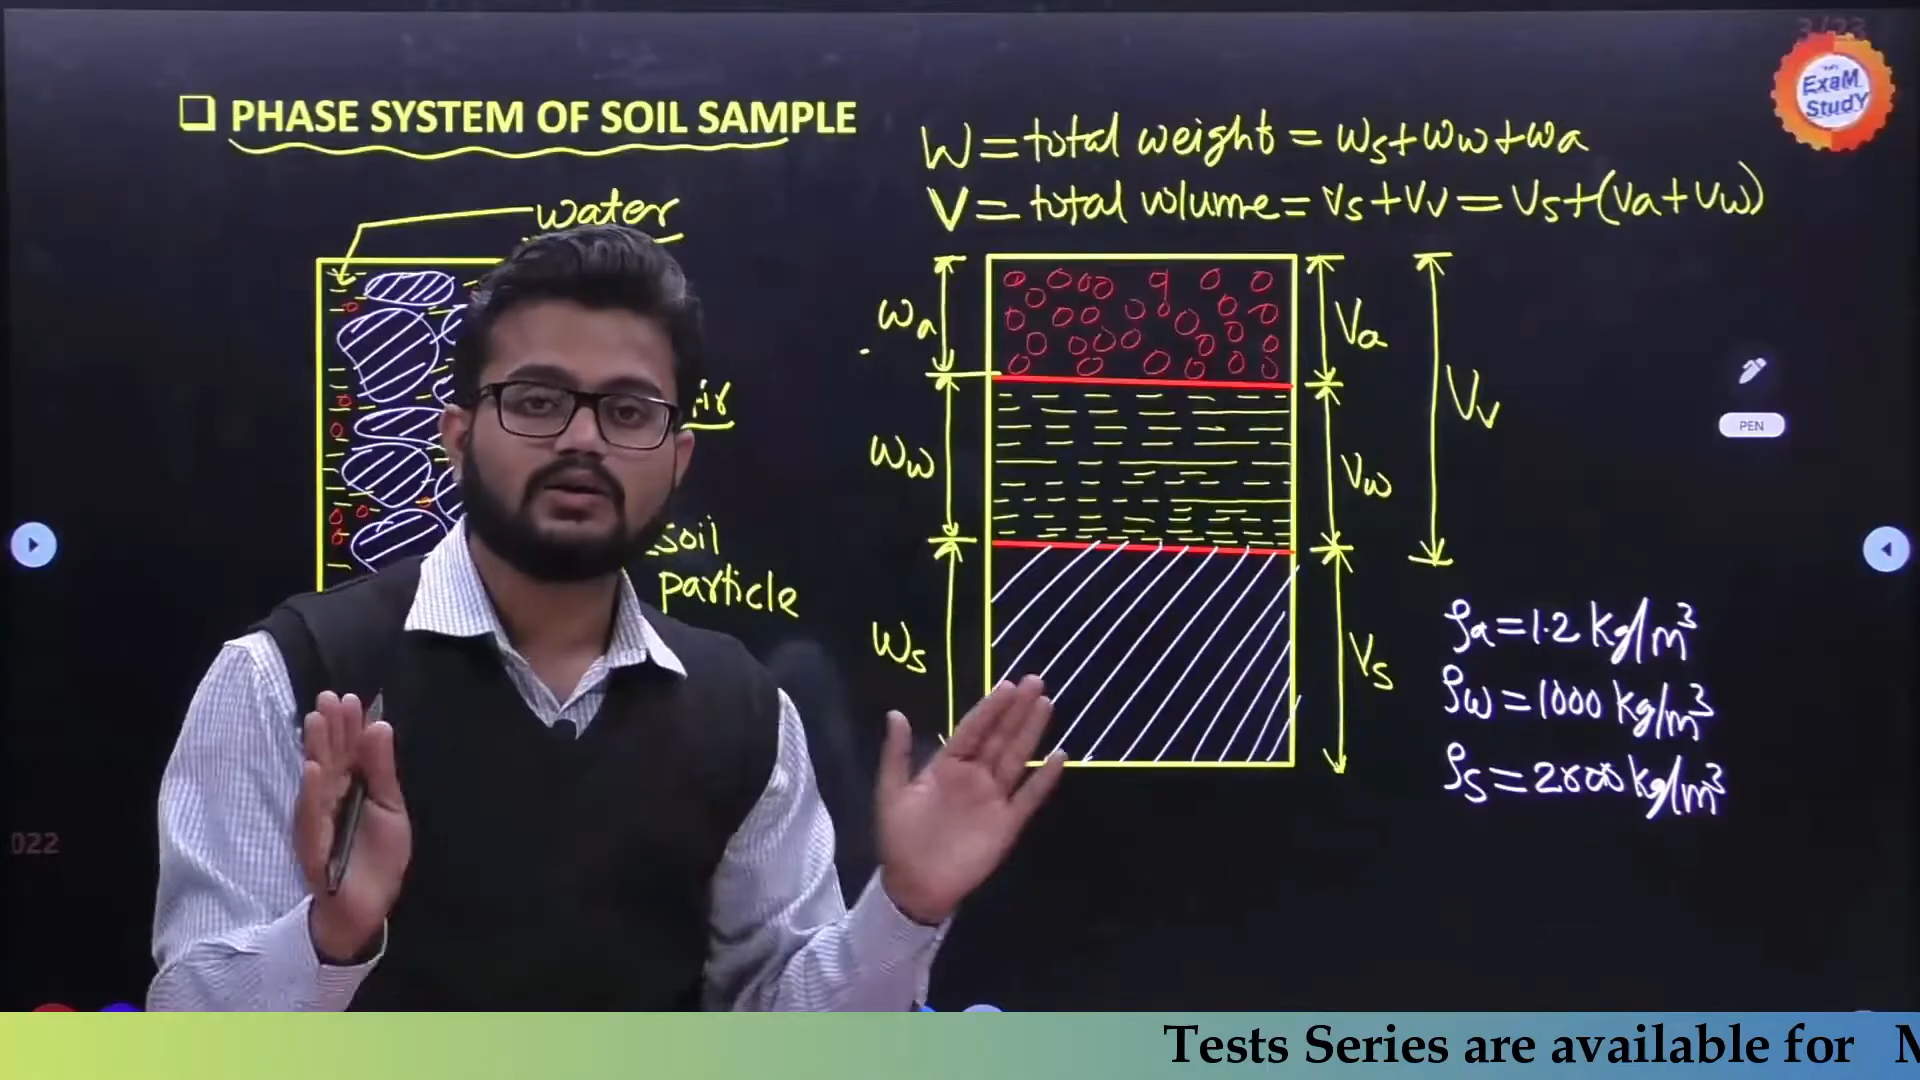 3/23
ExaM
StudY
❑ PHASE SYSTEM OF SOIL SAMPLE
W = total weight = Ws+Ww+Wa
V = total volume = Vs+Vv = Vs+(Va+Vw)
water
Wa
Va
Vv
PEN
Ww
Vw
soil
particle
Ws
Vs
ρa = 1.2 kg/m³
ρw = 1000 kg/m³
ρs = kg/m³
022
Tests Series are available for M